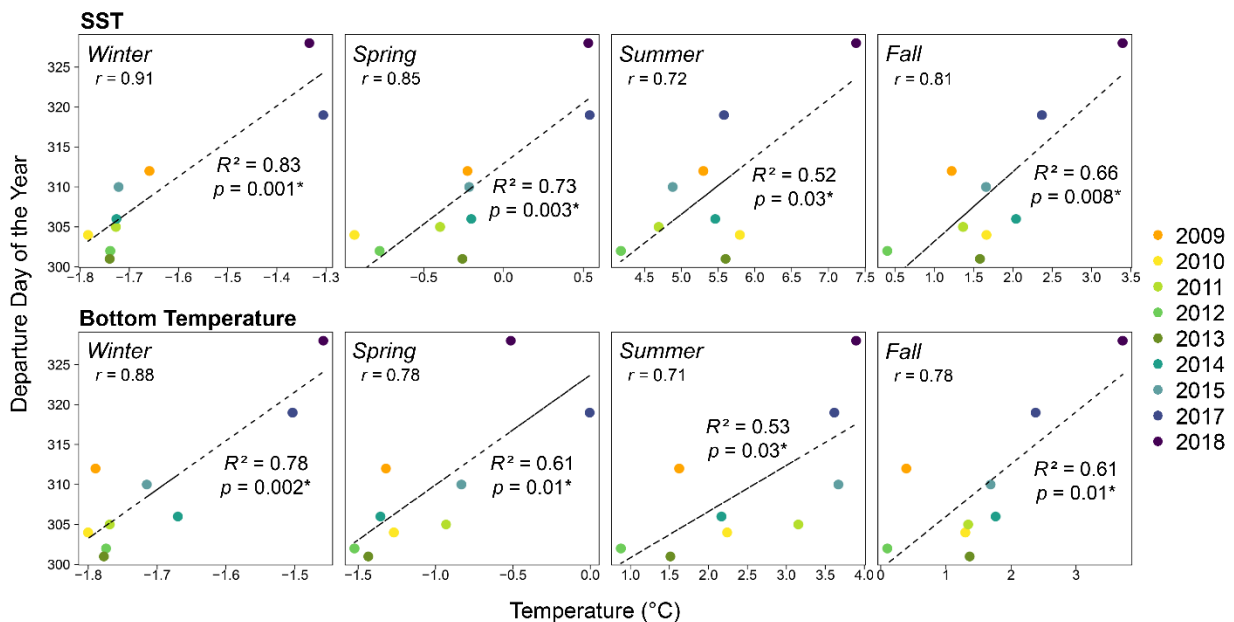 SST
Winter
r = 0.91
R² = 0.83
p = 0.001*
Spring
r = 0.85
R² = 0.73
p = 0.003*
Summer
r = 0.72
R² = 0.52
p = 0.03*
Fall
r = 0.81
R² = 0.66
p = 0.008*
325
320
315
310
305
300
−1.8 −1.7 −1.6 −1.5 −1.4 −1.3
−0.5 0.0 0.5
4.5 5.0 5.5 6.0 6.5 7.0 7.5
0.5 1.0 1.5 2.0 2.5 3.0 3.5
Departure Day of the Year
Bottom Temperature
Winter
r = 0.88
R² = 0.78
p = 0.002*
Spring
r = 0.78
R² = 0.61
p = 0.01*
Summer
r = 0.71
R² = 0.53
p = 0.03*
Fall
r = 0.78
R² = 0.61
p = 0.01*
325
320
315
310
305
300
−1.8 −1.7 −1.6 −1.5
−1.5 −1.0 −0.5 0.0
1.0 1.5 2.0 2.5 3.0 3.5 4.0
0 1 2 3
Temperature (°C)
2009
2010
2011
2012
2013
2014
2015
2017
2018